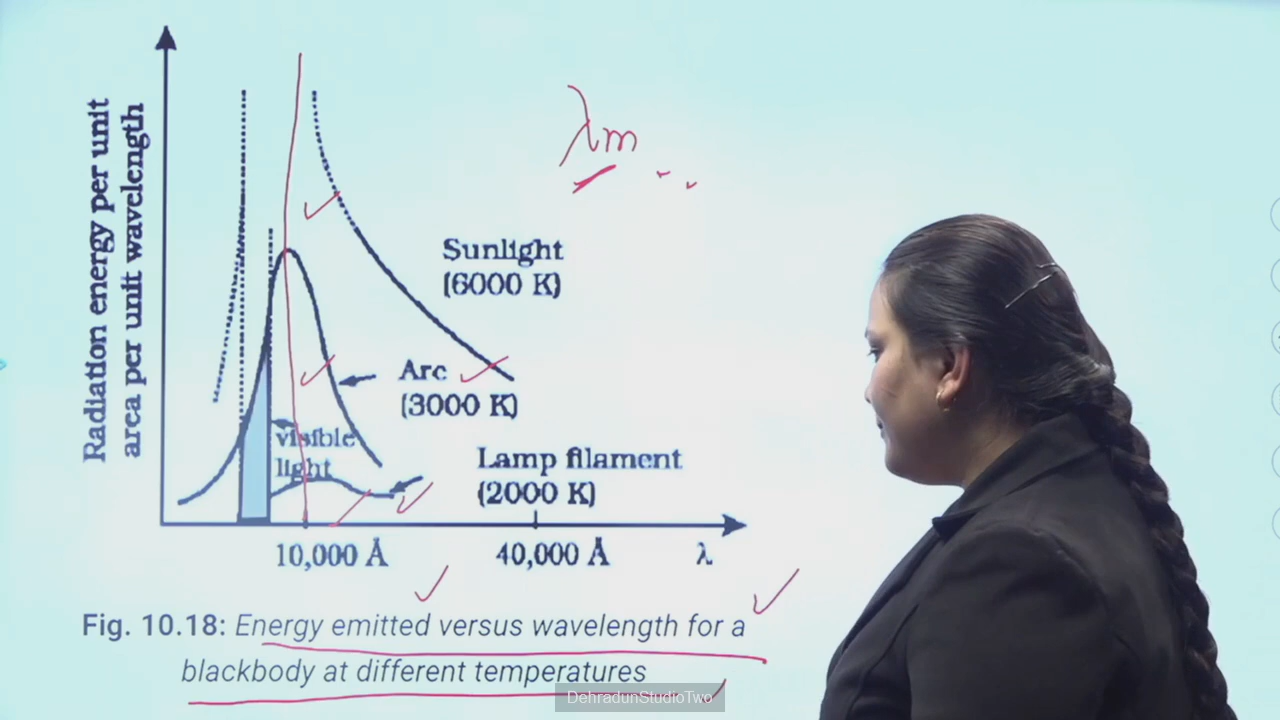 Radiation energy per unit
area per unit wavelength
λm
Sunlight
(6000 K)
Arc
(3000 K)
visible
light
Lamp filament
(2000 K)
10,000 Å
40,000 Å
λ
Fig. 10.18: Energy emitted versus wavelength for a
blackbody at different temperatures
DehradunStudioTwo